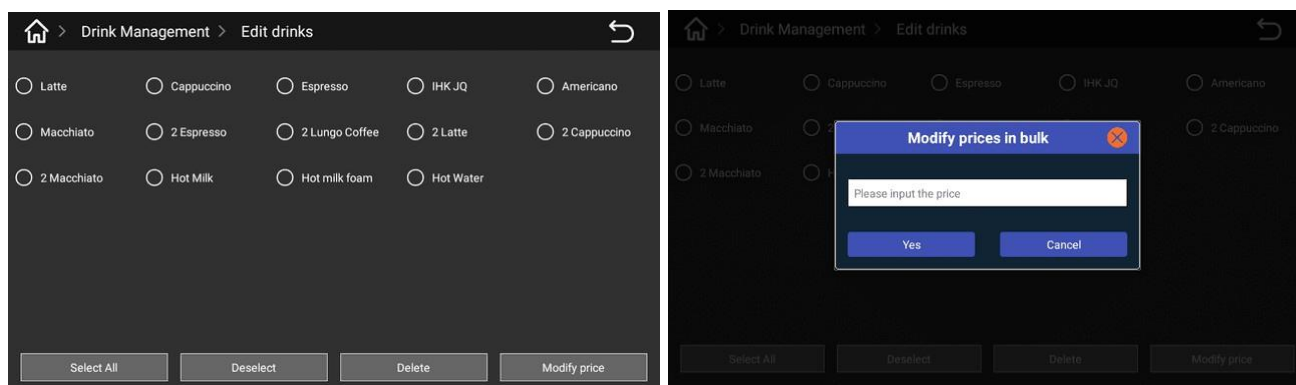 > Drink Management > Edit drinks
Latte Cappuccino Espresso IHK JQ Americano
Macchiato 2 Espresso 2 Lungo Coffee 2 Latte 2 Cappuccino
2 Macchiato Hot Milk Hot milk foam Hot Water
Select All Deselect Delete Modify price
> Drink Management > Edit drinks
Latte Cappuccino Espresso IHK JQ Americano
Macchiato 2 2 Cappuccino
Modify prices in bulk
2 Macchiato H
Please input the price
Yes Cancel
Select All Deselect Delete Modify price